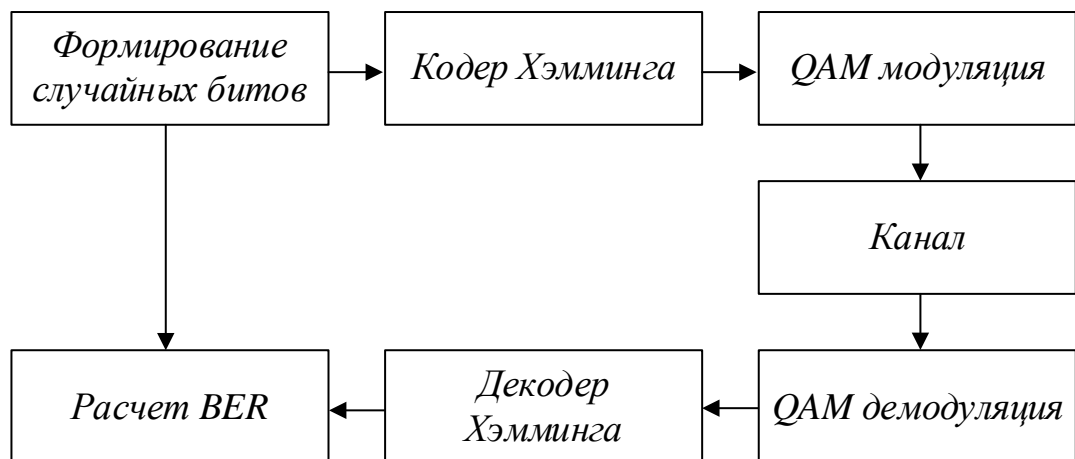 Формирование
случайных битов
Кодер Хэмминга
QAM модуляция
Канал
Расчет BER
Декодер
Хэмминга
QAM демодуляция